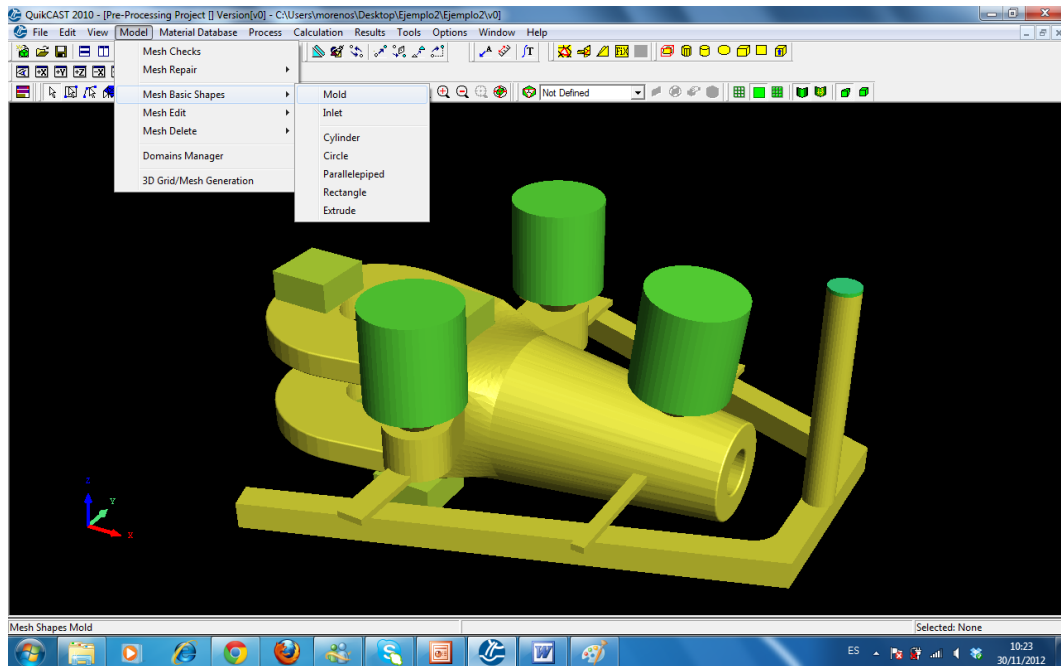 QuikCAST 2010 - [Pre-Processing Project [] Version[v0] - C:\Users\morenos\Desktop\Ejemplo2\Ejemplo2\v0]
File Edit View Model Material Database Process Calculation Results Tools Options Window Help
Mesh Checks
Mesh Repair
Mesh Basic Shapes
Mesh Edit
Mesh Delete
Domains Manager
3D Grid/Mesh Generation
Mold
Inlet
Cylinder
Circle
Parallelepiped
Rectangle
Extrude
Not Defined
Z
Y
X
Mesh Shapes Mold
Selected: None
ES
10:23
30/11/2012